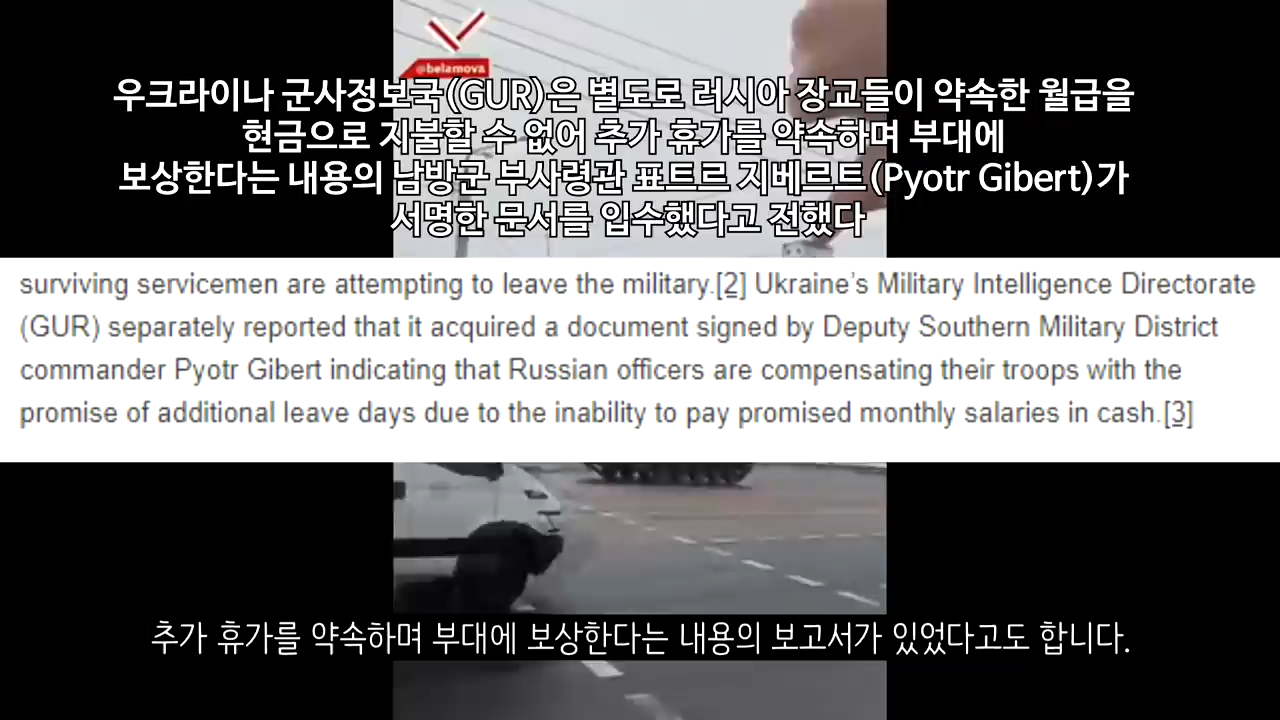 @belamova
우크라이나 군사정보국(GUR)은 별도로 러시아 장교들이 약속한 월급을
현금으로 지불할 수 없어 추가 휴가를 약속하며 부대에
보상한다는 내용의 남방군 부사령관 표트르 지베르트(Pyotr Gibert)가
서명한 문서를 입수했다고 전했다
surviving servicemen are attempting to leave the military.[2] Ukraine's Military Intelligence Directorate
(GUR) separately reported that it acquired a document signed by Deputy Southern Military District
commander Pyotr Gibert indicating that Russian officers are compensating their troops with the
promise of additional leave days due to the inability to pay promised monthly salaries in cash.[3]
추가 휴가를 약속하며 부대에 보상한다는 내용의 보고서가 있었다고도 합니다.